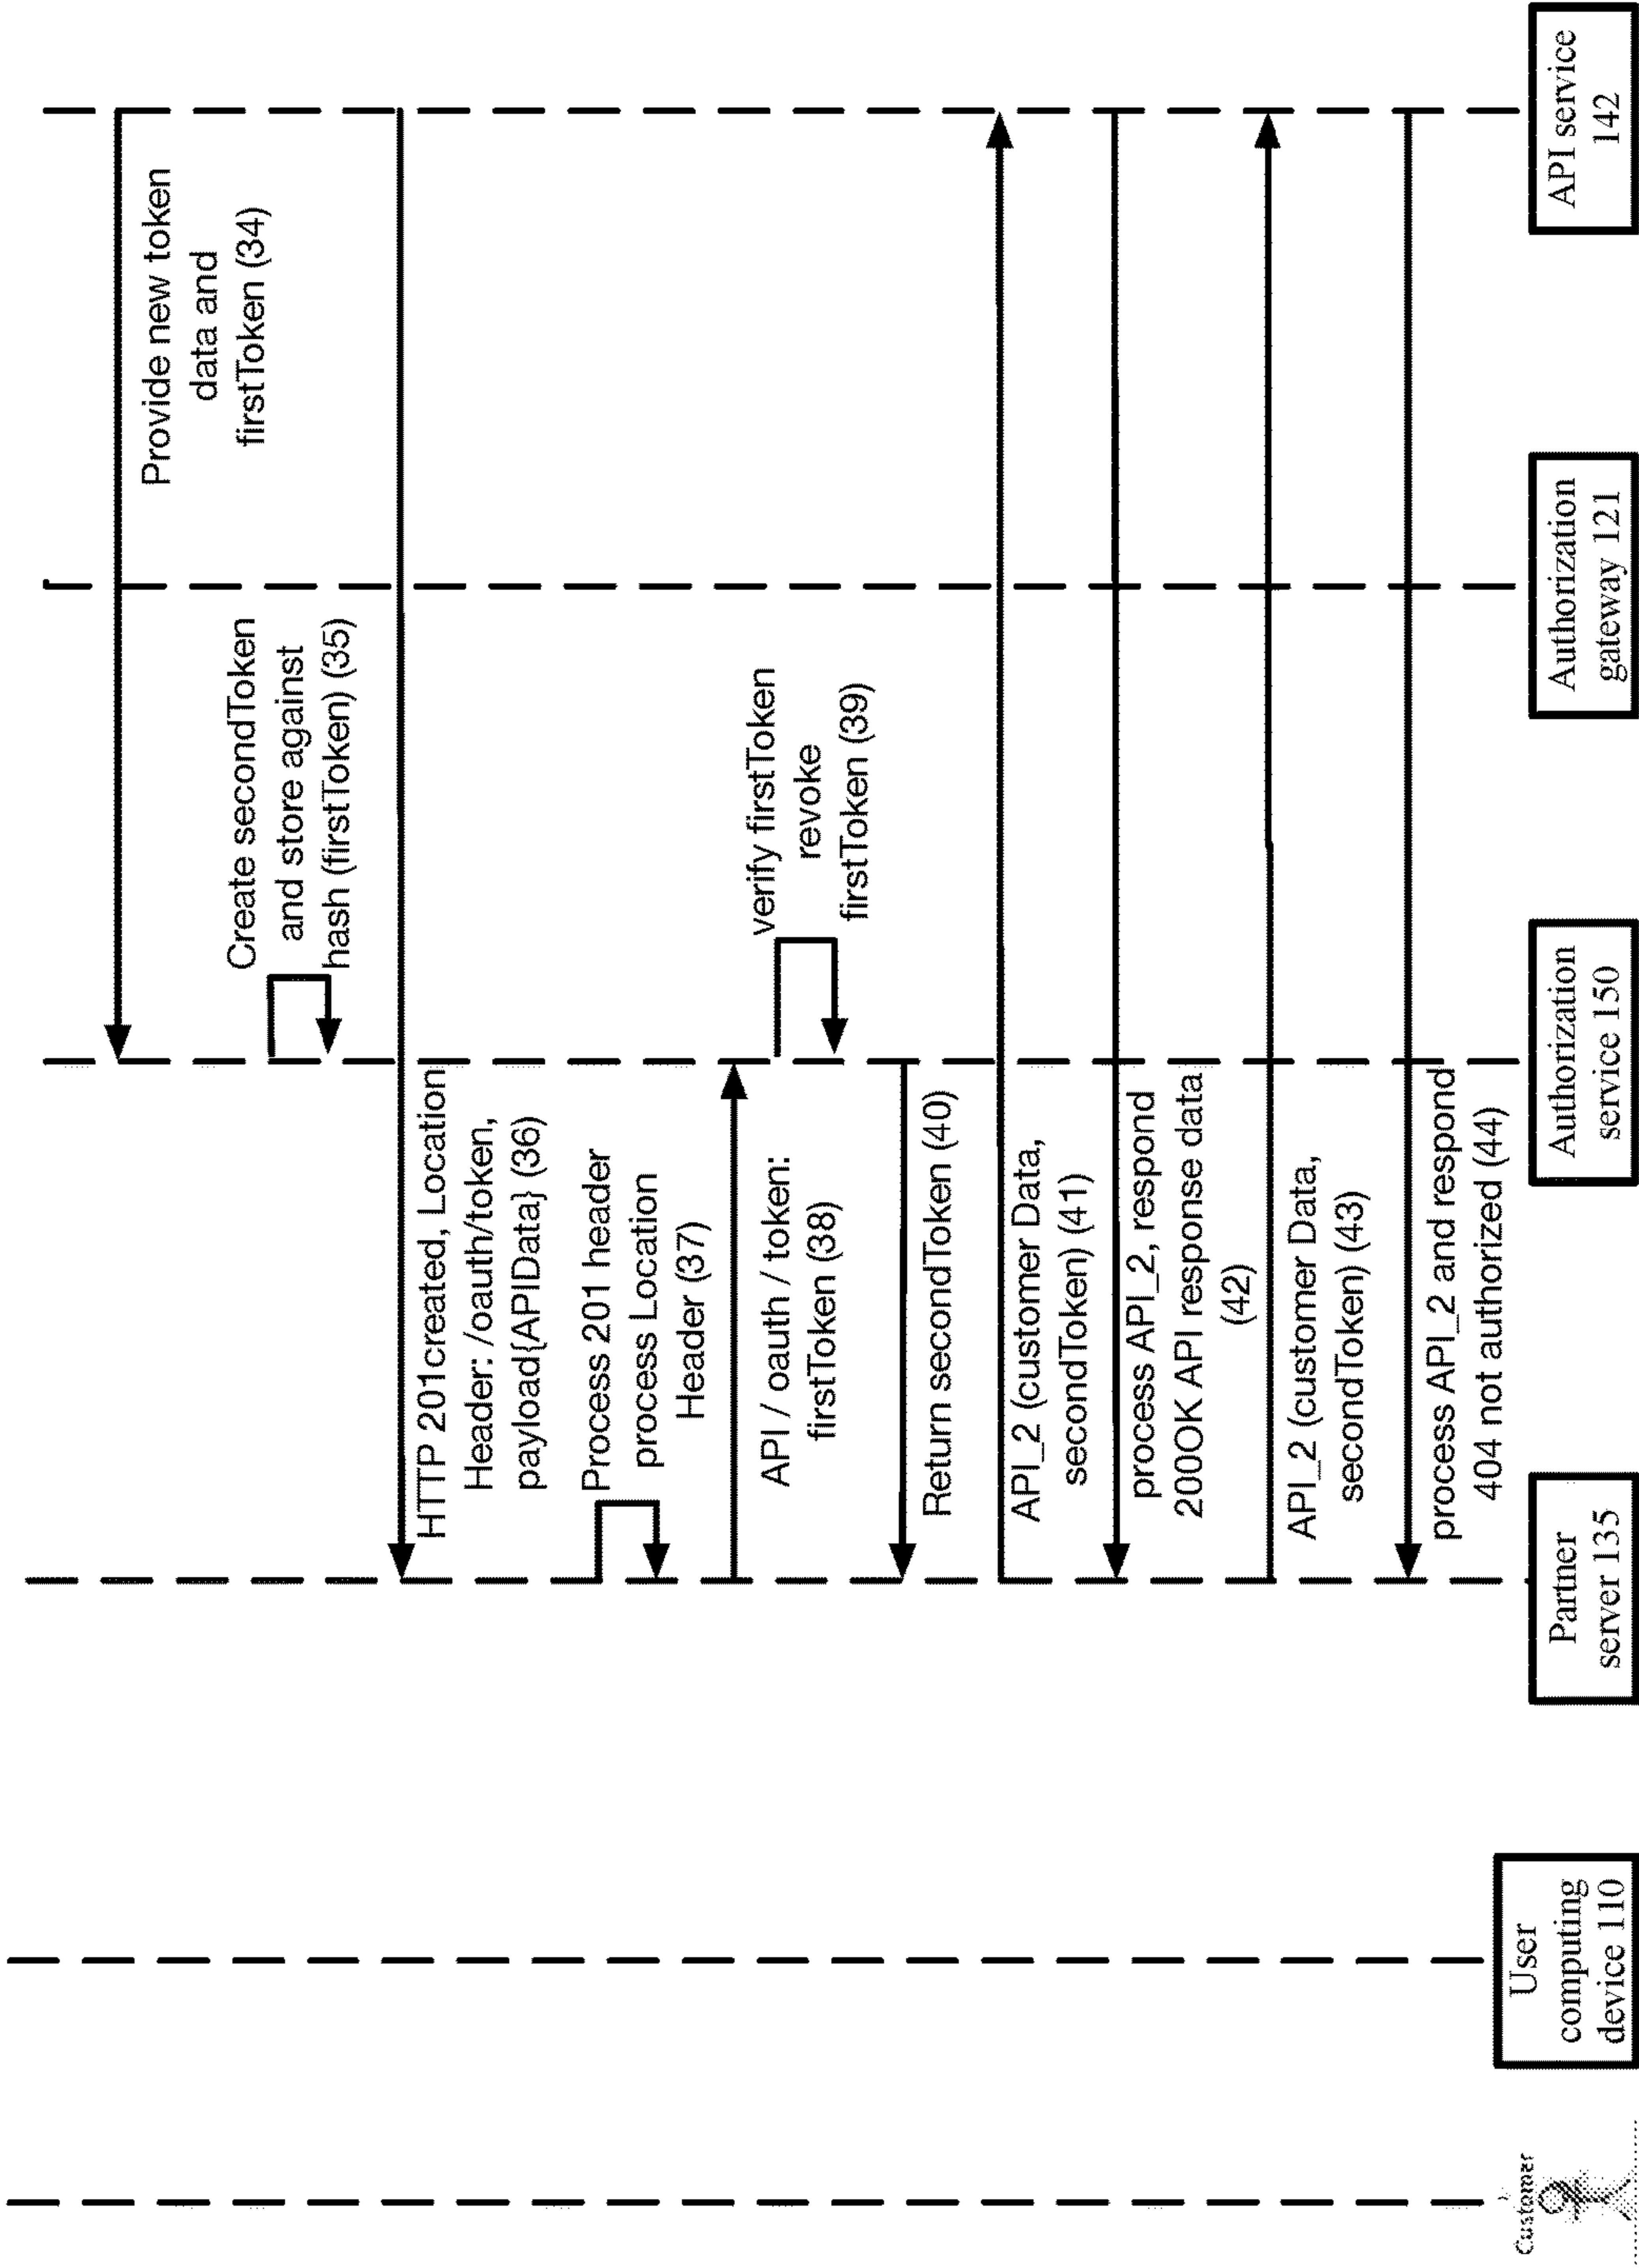 Provide new token
data and
firstToken (34)
Create secondToken
and store against
hash (firstToken) (35)
HTTP 201created, Location
Header: /oauth/token,
payload{APIData} (36)
Process 201 header
process Location
Header (37)
API / oauth / token:
firstToken (38)
verify firstToken
revoke
firstToken (39)
Return secondToken (40)
API_2 (customer Data,
secondToken) (41)
process API_2, respond
200OK API response data
(42)
API_2 (customer Data,
secondToken) (43)
process API_2 and respond
404 not authorized (44)
Customer
User
computing
device 110
Partner
server 135
Authorization
service 150
Authorization
gateway 121
API service
142